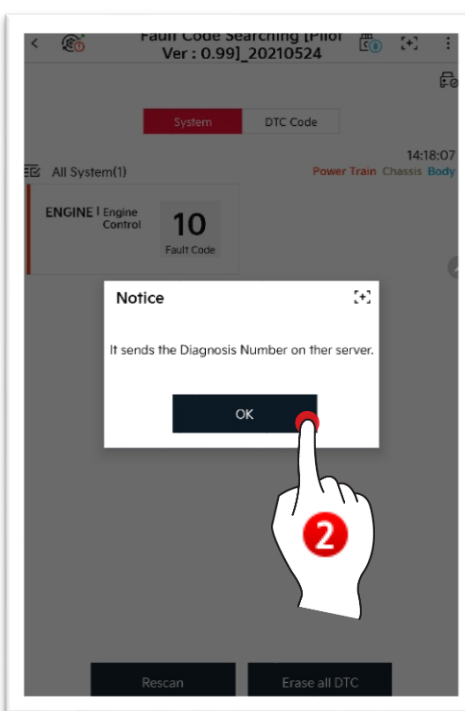 Fault Code Searching [Pilot
Ver : 0.99]_20210524
System
DTC Code
14:18:07
All System(1)
Power Train Chassis Body
ENGINE | Engine
Control
10
Fault Code
Notice
It sends the Diagnosis Number on ther server.
OK
2
Rescan
Erase all DTC